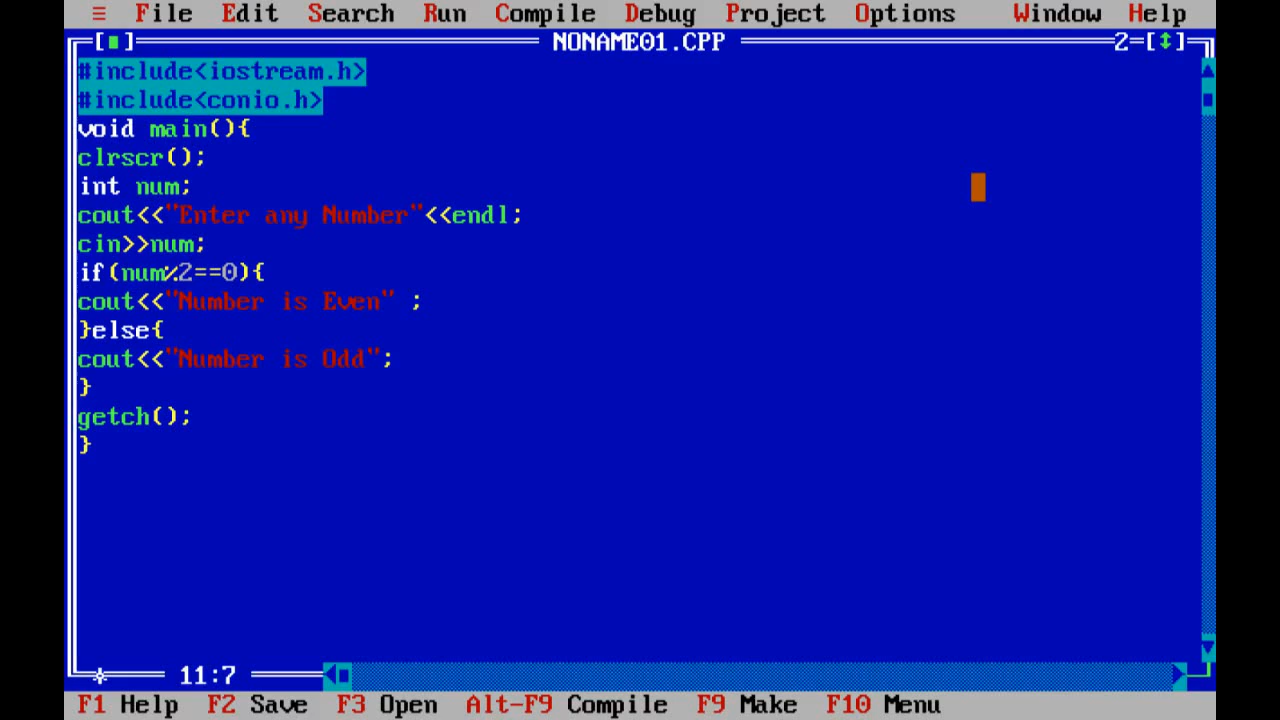 ≡ File Edit Search Run Compile Debug Project Options Window Help
[■] NONAME01.CPP 2=[↕]
#include<iostream.h>
#include<conio.h>
void main(){
clrscr();
int num;
cout<<"Enter any Number"<<endl;
cin>>num;
if(num%2==0){
cout<<"Number is Even" ;
}else{
cout<<"Number is Odd";
}
getch();
}
11:7
F1 Help F2 Save F3 Open Alt-F9 Compile F9 Make F10 Menu